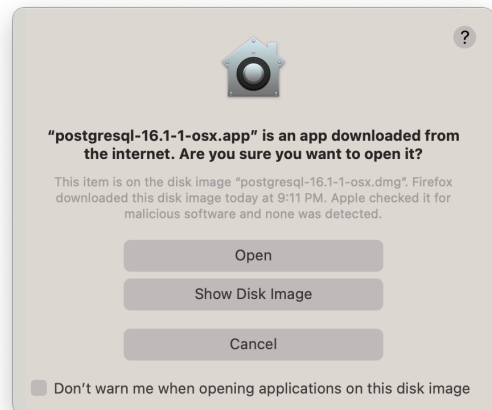 ?
“postgresql-16.1-1-osx.app” is an app downloaded from
the internet. Are you sure you want to open it?
This item is on the disk image “postgresql-16.1-1-osx.dmg”. Firefox
downloaded this disk image today at 9:11 PM. Apple checked it for
malicious software and none was detected.
Open
Show Disk Image
Cancel
Don’t warn me when opening applications on this disk image